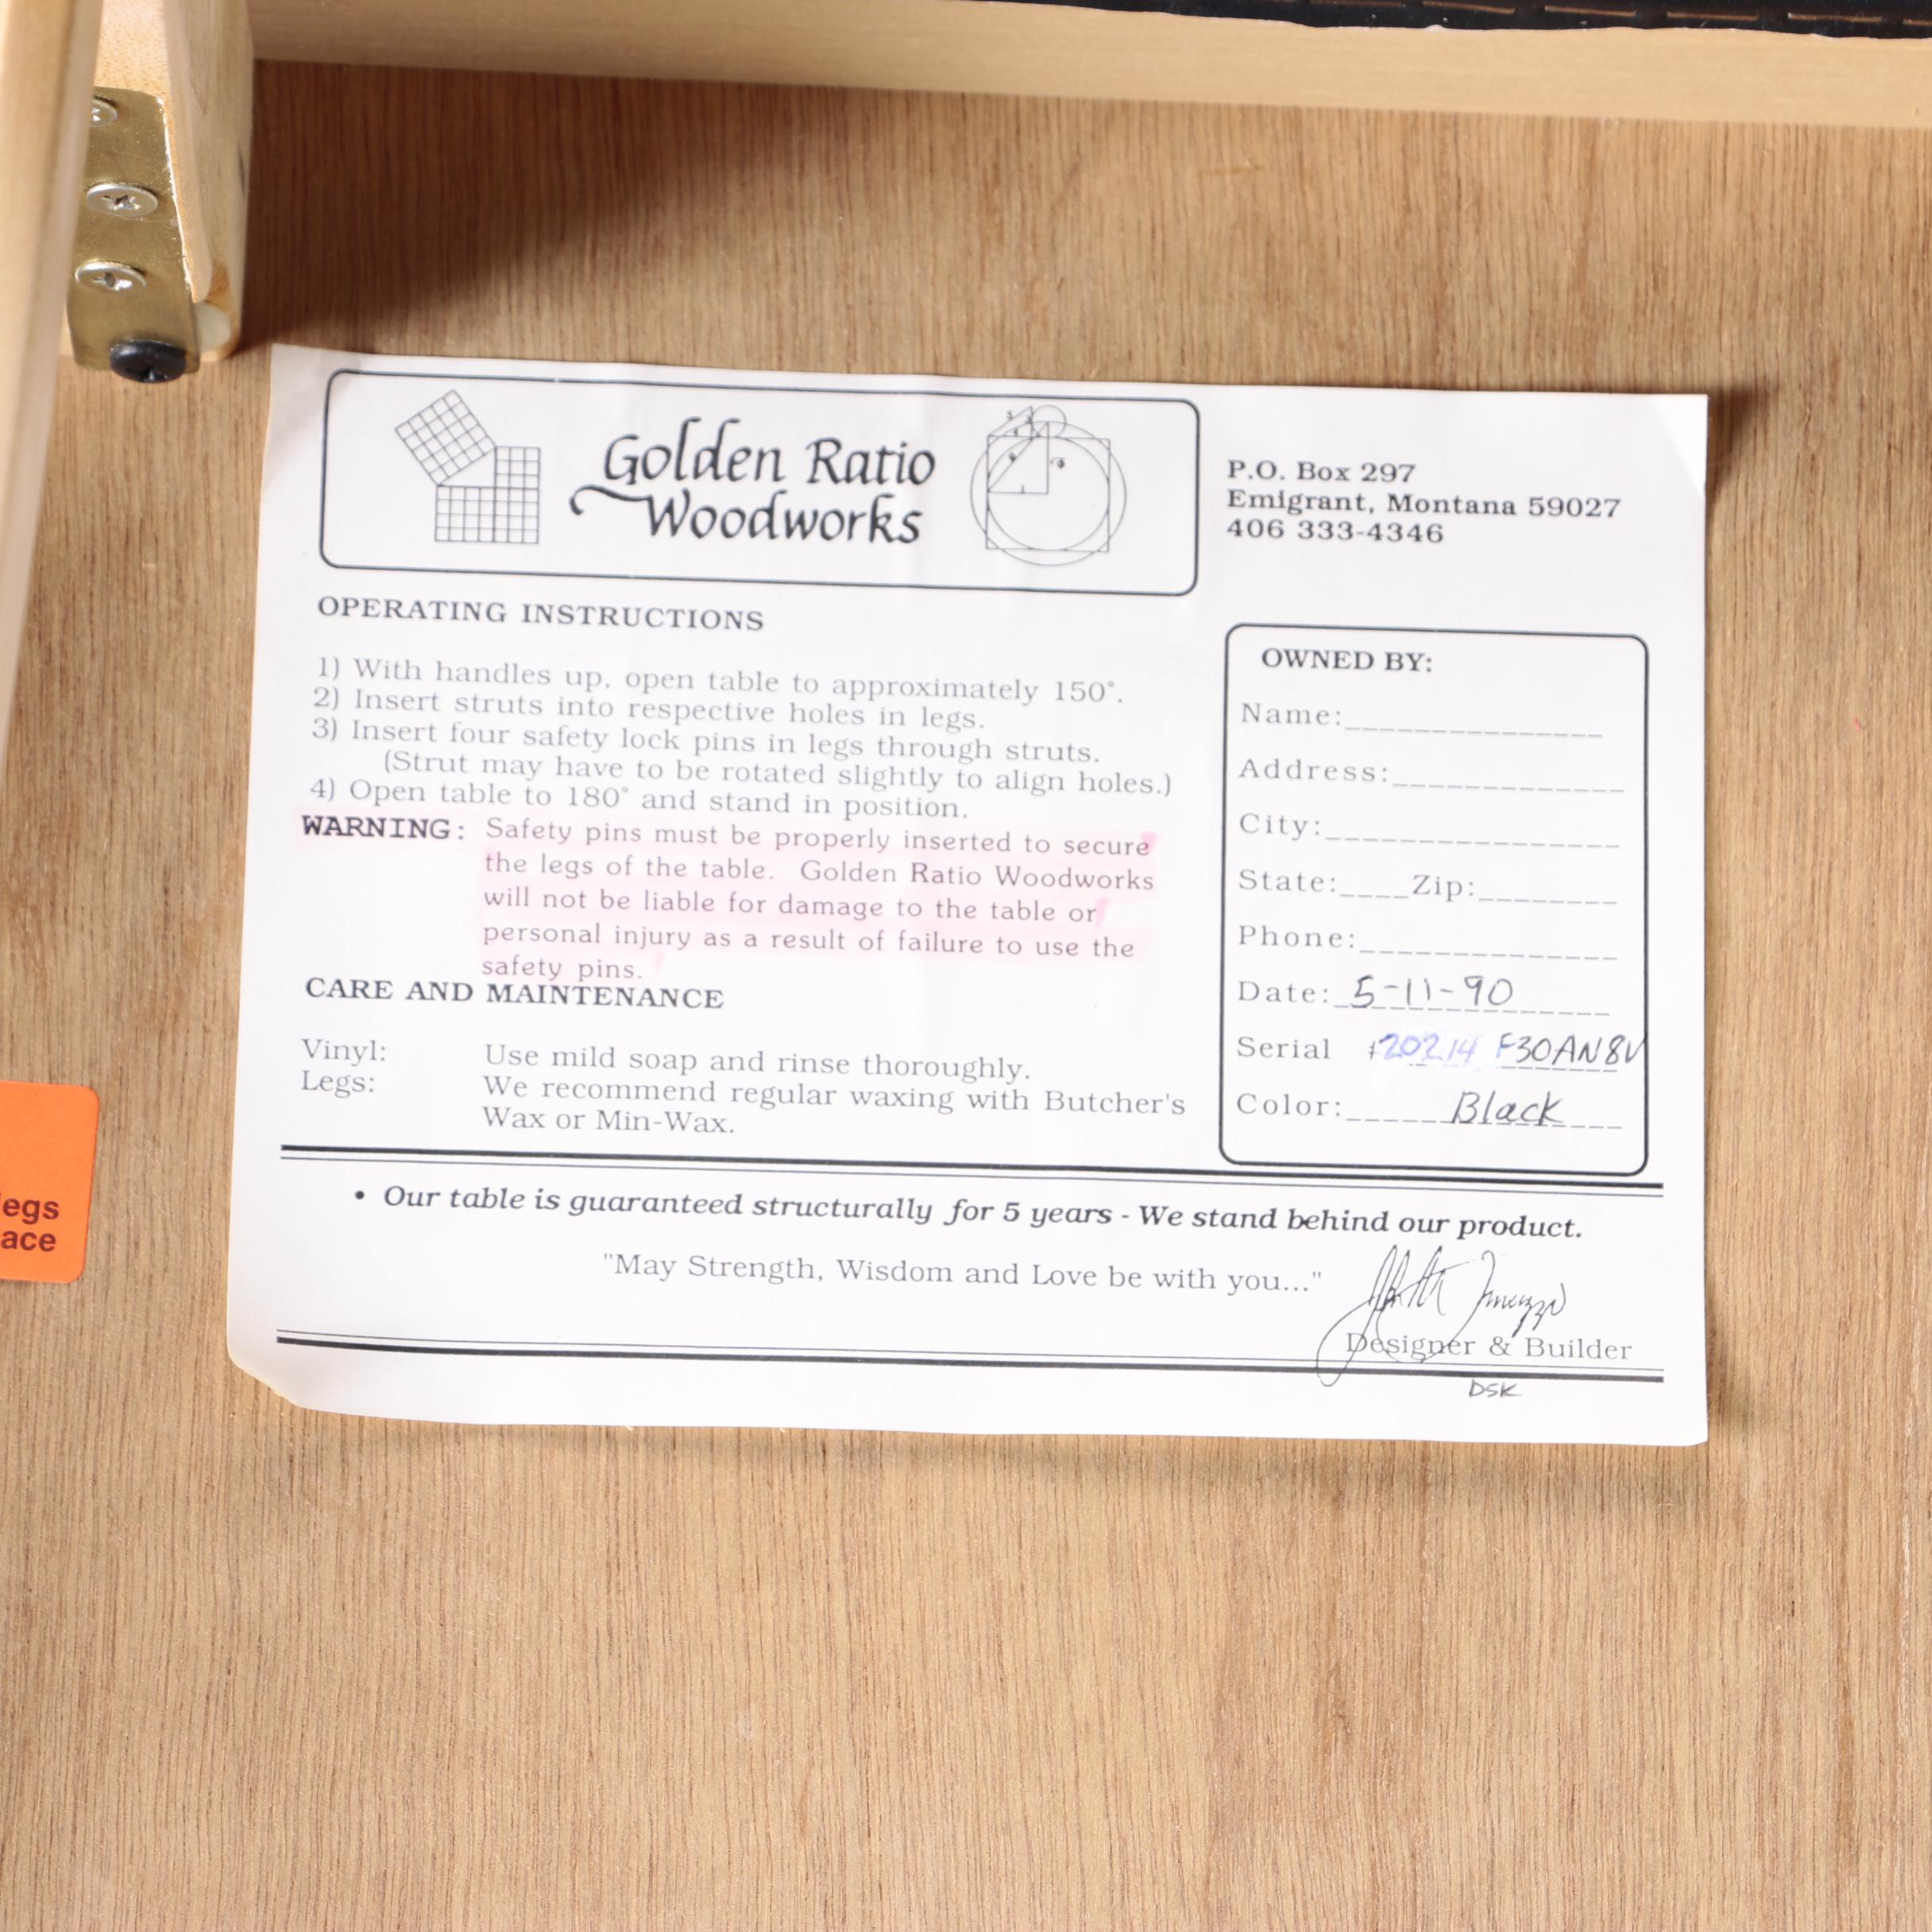 Golden Ratio
Woodworks
P.O. Box 297
Emigrant, Montana 59027
406 333-4346
OPERATING INSTRUCTIONS
1) With handles up, open table to approximately 150°.
2) Insert struts into respective holes in legs.
3) Insert four safety lock pins in legs through struts.
(Strut may have to be rotated slightly to align holes.)
4) Open table to 180° and stand in position.
WARNING: Safety pins must be properly inserted to secure
the legs of the table. Golden Ratio Woodworks
will not be liable for damage to the table or
personal injury as a result of failure to use the
safety pins.
CARE AND MAINTENANCE
Vinyl: Use mild soap and rinse thoroughly.
Legs: We recommend regular waxing with Butcher's
Wax or Min-Wax.
OWNED BY:
Name:
Address:
City:
State: Zip:
Phone:
Date: 5-11-90
Serial #20214 F30AN8V
Color: Black
• Our table is guaranteed structurally for 5 years - We stand behind our product.
"May Strength, Wisdom and Love be with you..."
Designer & Builder
DSK
legs
ace